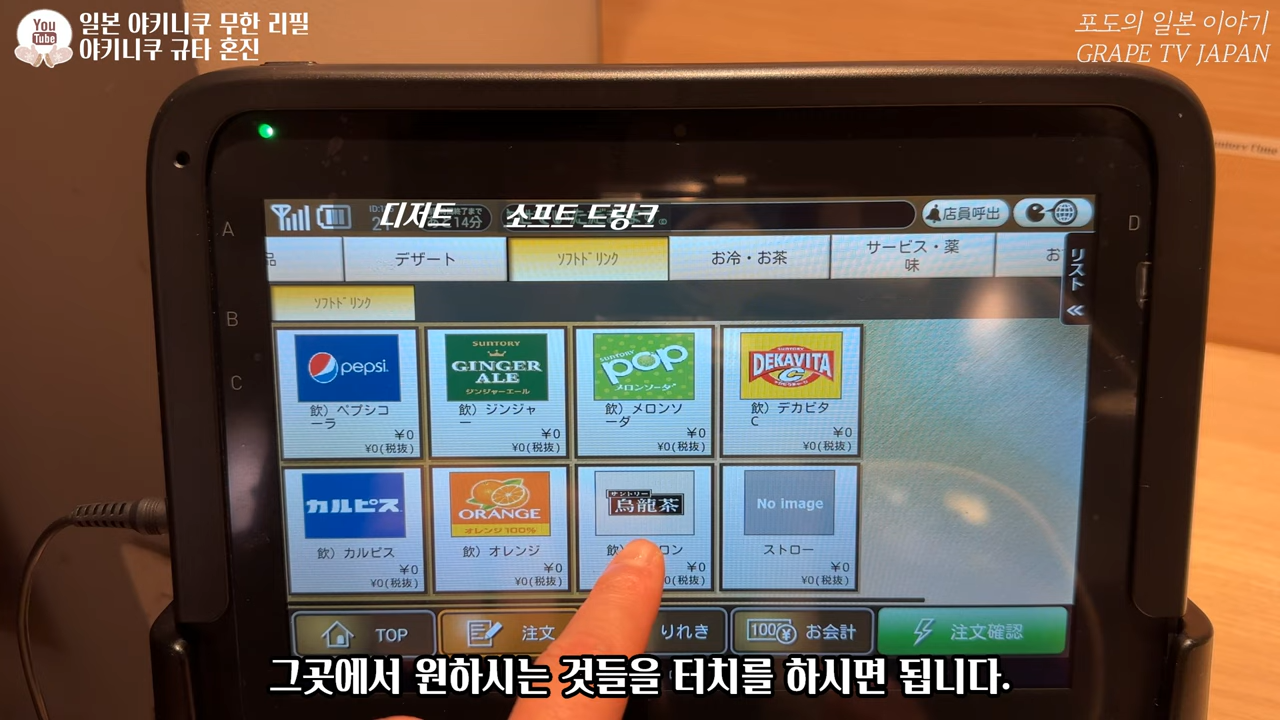 You
Tube
일본 야키니쿠 무한 리필
야키니쿠 규타 혼진
포도의 일본 이야기
GRAPE TV JAPAN
A
B
C
D
디저트
소프트 드링크
14分
店員呼出
品
デザート
ソフトドリンク
お冷・お茶
サービス・薬
味
お
リスト
ソフトドリンク
pepsi.
飲）ペプシコ
ーラ
¥0
¥0(税抜)
SUNTORY
GINGER
ALE
ジンジャーエール
飲）ジンジャ
ー
¥0
¥0(税抜)
SUNTORY
pop
メロンソーダ
飲）メロンソ
ーダ
¥0
¥0(税抜)
SUNTORY
DEKAVITA
C
飲）デカビタ
C
¥0
¥0(税抜)
カルピス
飲）カルピス
¥0
¥0(税抜)
ORANGE
オレンジ100%
飲）オレンジ
¥0
¥0(税抜)
サントリー
烏龍茶
飲）
ロン
¥0
0(税抜)
No image
ストロー
¥0
¥0(税抜)
TOP
注文
りれき
100
¥
お会計
注文確認
그곳에서 원하시는 것들을 터치를 하시면 됩니다.